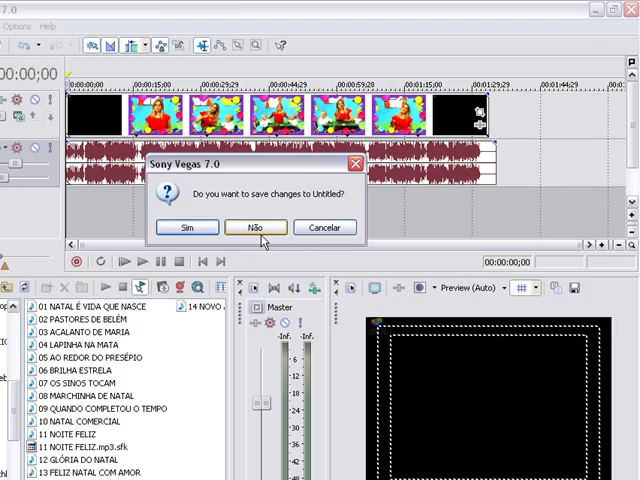 7.0
Options Help
00:00;00
0:00:00;00 00:00:15;00 00:00:29;29 00:00:44;29 00:00:59;28 00:01:15;00 00:01:29;29 00:01:44;29 00:0
Sony Vegas 7.0
Do you want to save changes to Untitled?
Sim Não Cancelar
00:00:00;00
Master
Preview (Auto)
01 NATAL É VIDA QUE NASCE
02 PASTORES DE BELÉM
03 ACALANTO DE MARIA
04 LAPINHA NA MATA
05 AO REDOR DO PRESÉPIO
06 BRILHA ESTRELA
07 OS SINOS TOCAM
08 MARCHINHA DE NATAL
09 QUANDO COMPLETOU O TEMPO
10 NATAL COMERCIAL
11 NOITE FELIZ
11 NOITE FELIZ.mp3.sfk
12 GLÓRIA DO NATAL
13 FELIZ NATAL COM AMOR
14 NOVO
-Inf. -Inf.
6
12
18
24
30
36
42
48